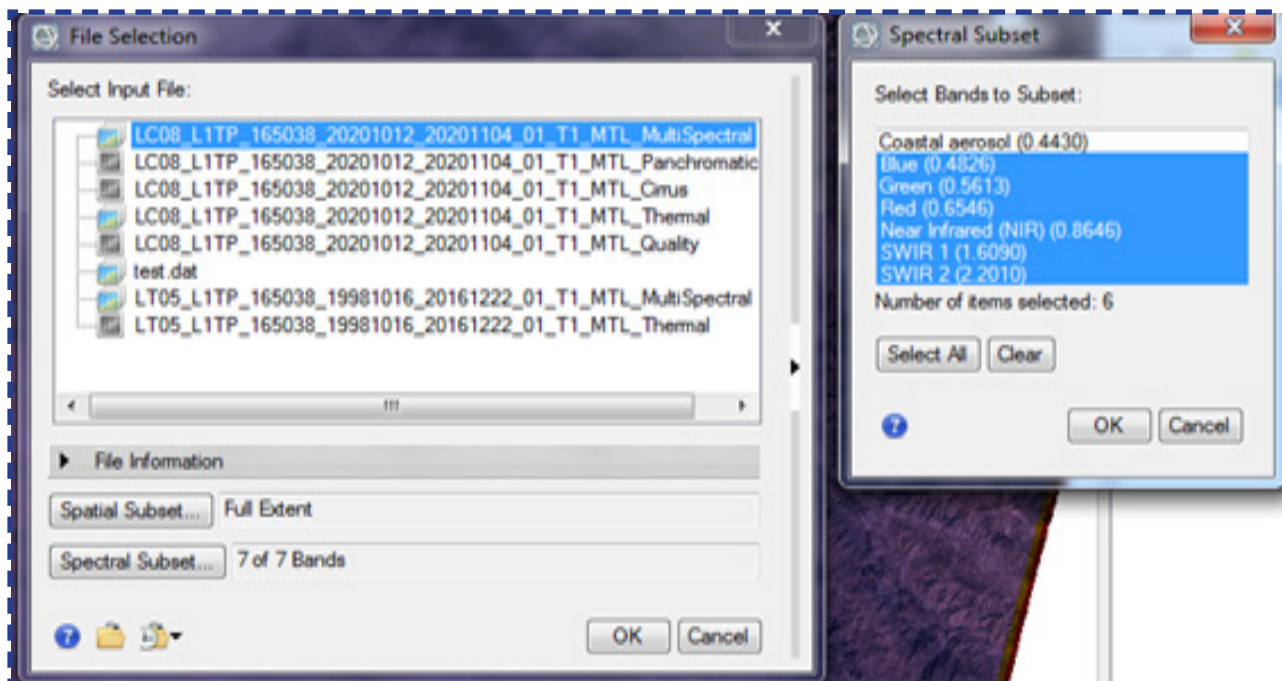 File Selection
Select Input File:
LC08_L1TP_165038_20201012_20201104_01_T1_MTL_MultiSpectral
LC08_L1TP_165038_20201012_20201104_01_T1_MTL_Panchromatic
LC08_L1TP_165038_20201012_20201104_01_T1_MTL_Cirrus
LC08_L1TP_165038_20201012_20201104_01_T1_MTL_Thermal
LC08_L1TP_165038_20201012_20201104_01_T1_MTL_Quality
test.dat
LT05_L1TP_165038_19981016_20161222_01_T1_MTL_MultiSpectral
LT05_L1TP_165038_19981016_20161222_01_T1_MTL_Thermal
File Information
Spatial Subset... Full Extent
Spectral Subset... 7 of 7 Bands
OK Cancel
Spectral Subset
Select Bands to Subset:
Coastal aerosol (0.4430)
Blue (0.4826)
Green (0.5613)
Red (0.6546)
Near Infrared (NIR) (0.8646)
SWIR 1 (1.6090)
SWIR 2 (2.2010)
Number of items selected: 6
Select All Clear
OK Cancel